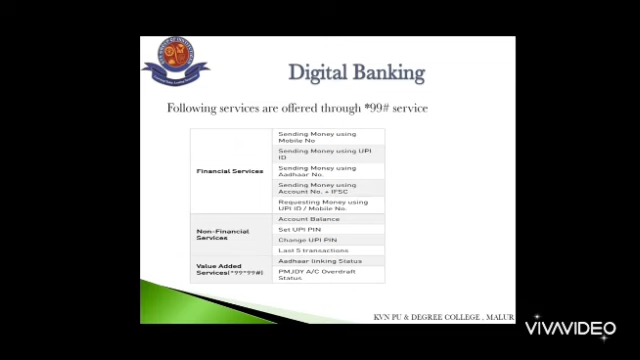 Digital Banking
Following services are offered through *99# service
Financial Services
Sending Money using
Mobile No
Sending Money using UPI
ID
Sending Money using
Aadhaar No.
Sending Money using
Account No. + IFSC
Requesting Money using
UPI ID / Mobile No.
Non-Financial
Services
Account Balance
Set UPI PIN
Change UPI PIN
Last 5 transactions
Value Added
Services(*99*99#)
Aadhaar linking Status
PMJDY A/C Overdraft
Status
KVN PU & DEGREE COLLEGE , MALUR
VIVAVIDEO